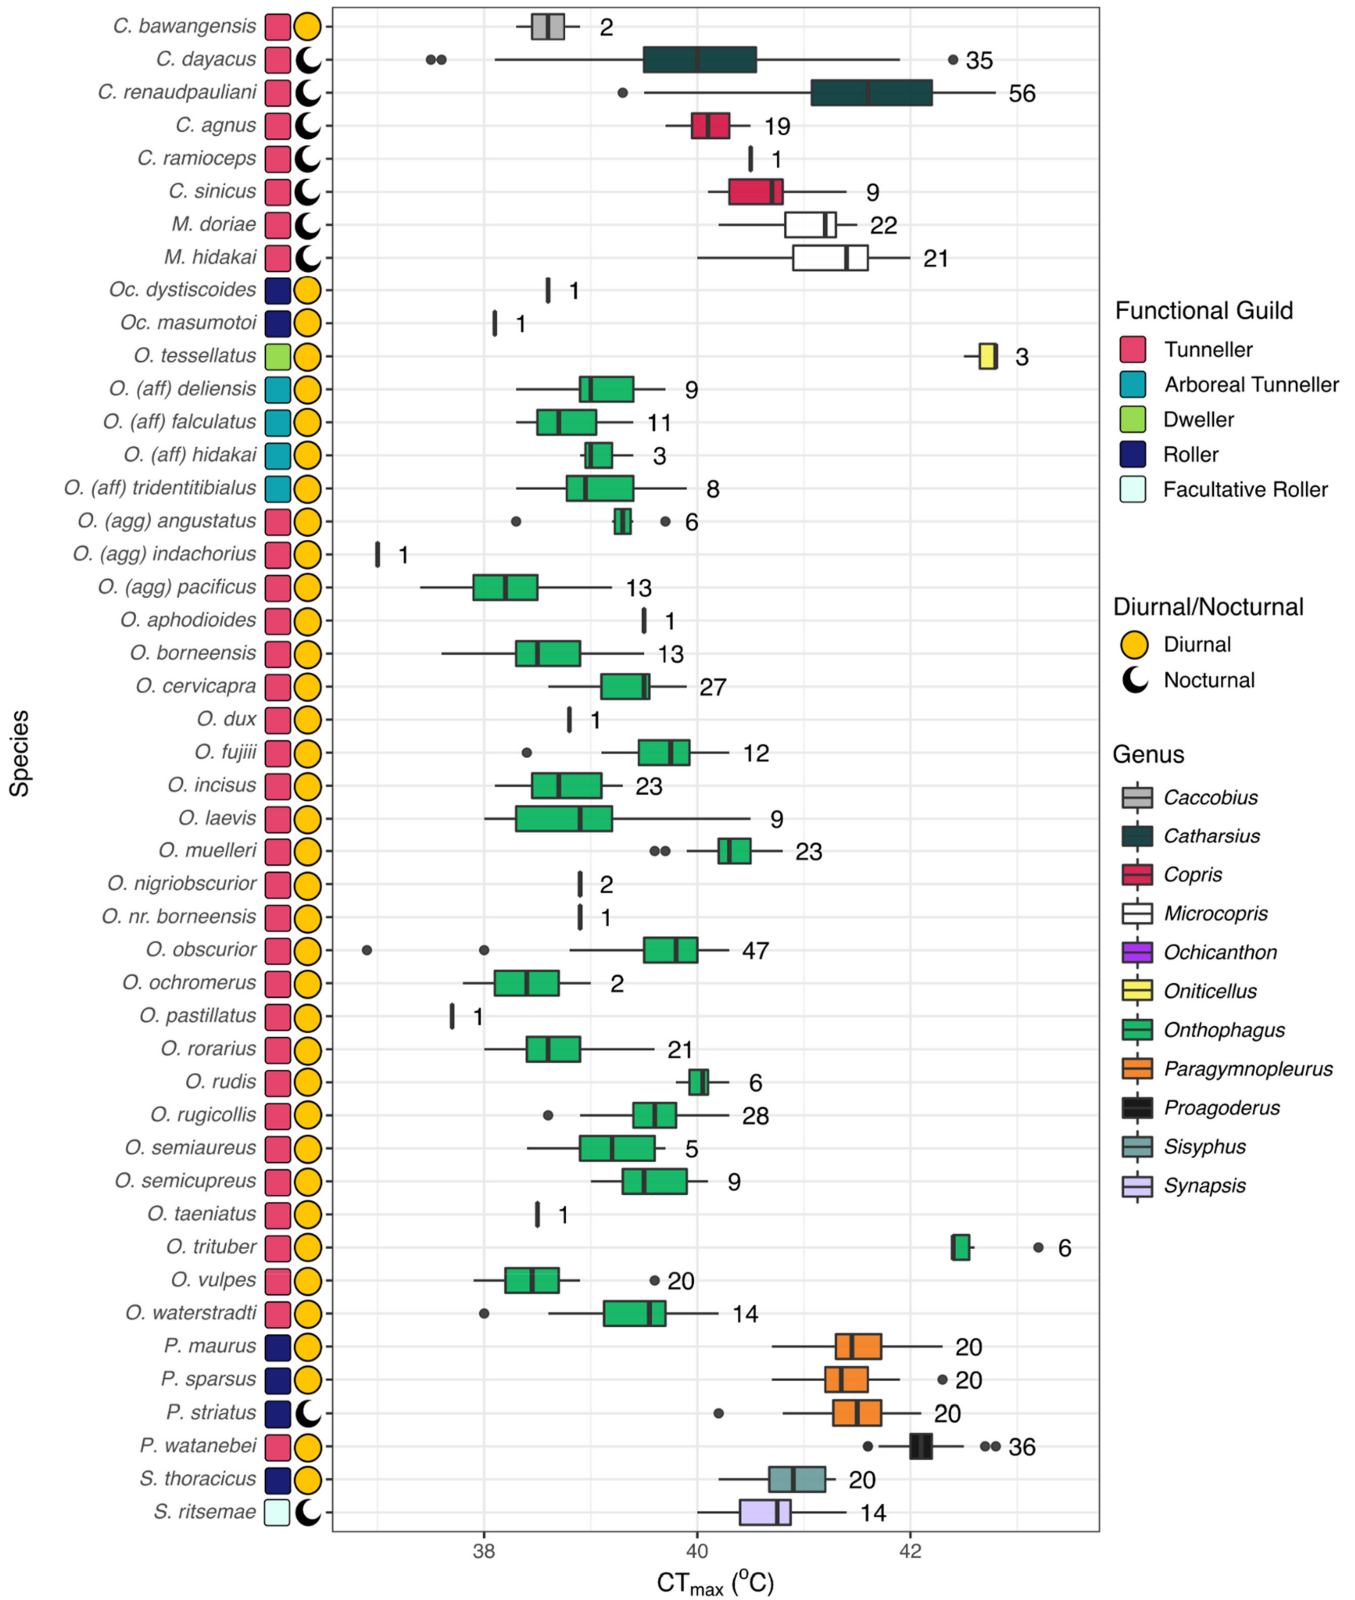 Species
C. bawangensis 2
C. dayacus 35
C. renaudpauliani 56
C. agnus 19
C. ramioceps 1
C. sinicus 9
M. doriae 22
M. hidakai 21
Oc. dystiscoides 1
Oc. masumotoi 1
O. tessellatus 3
O. (aff) deliensis 9
O. (aff) falculatus 11
O. (aff) hidakai 3
O. (aff) tridentitibialus 8
O. (agg) angustatus 6
O. (agg) indachorius 1
O. (agg) pacificus 13
O. aphodioides 1
O. borneensis 13
O. cervicapra 27
O. dux 1
O. fujiii 12
O. incisus 23
O. laevis 9
O. muelleri 23
O. nigriobscurior 2
O. nr. borneensis 1
O. obscurior 47
O. ochromerus 2
O. pastillatus 1
O. rorarius 21
O. rudis 6
O. rugicollis 28
O. semiaureus 5
O. semicupreus 9
O. taeniatus 1
O. trituber 6
O. vulpes 20
O. waterstradti 14
P. maurus 20
P. sparsus 20
P. striatus 20
P. watanebei 36
S. thoracicus 20
S. ritsemae 14
38 40 42
CTmax (oC)
Functional Guild
Tunneller
Arboreal Tunneller
Dweller
Roller
Facultative Roller
Diurnal/Nocturnal
Diurnal
Nocturnal
Genus
Caccobius
Catharsius
Copris
Microcopris
Ochicanthon
Oniticellus
Onthophagus
Paragymnopleurus
Proagoderus
Sisyphus
Synapsis